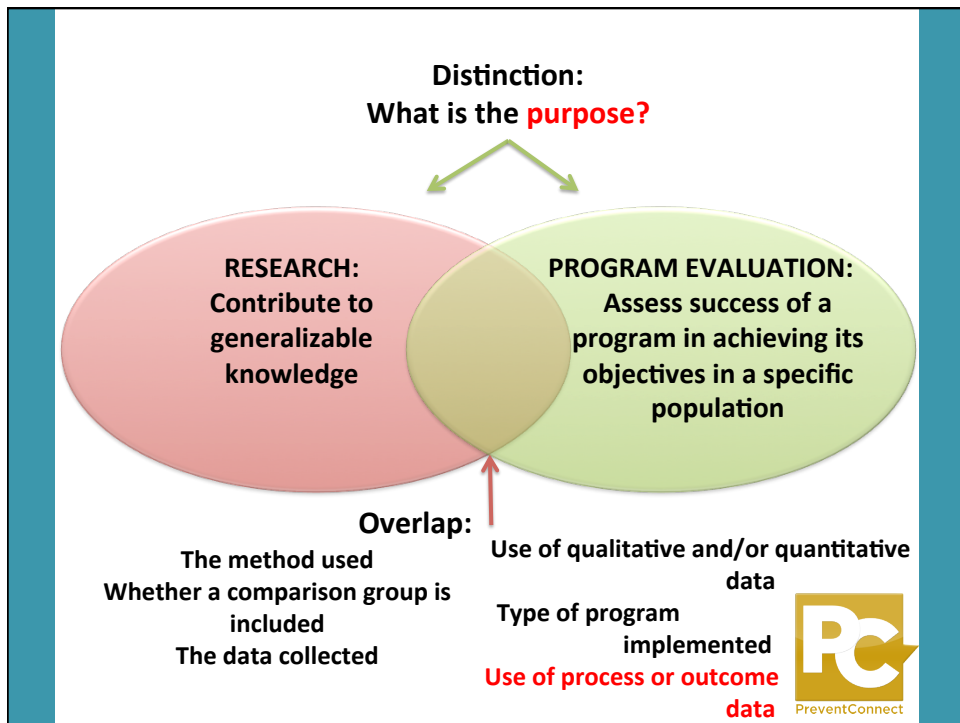 Distinction:
What is the purpose?
RESEARCH:
Contribute to
generalizable
knowledge
PROGRAM EVALUATION:
Assess success of a
program in achieving its
objectives in a specific
population
Overlap:
The method used
Whether a comparison group is
included
The data collected
Use of qualitative and/or quantitative
data
Type of program
implemented
Use of process or outcome
data
PC
PreventConnect